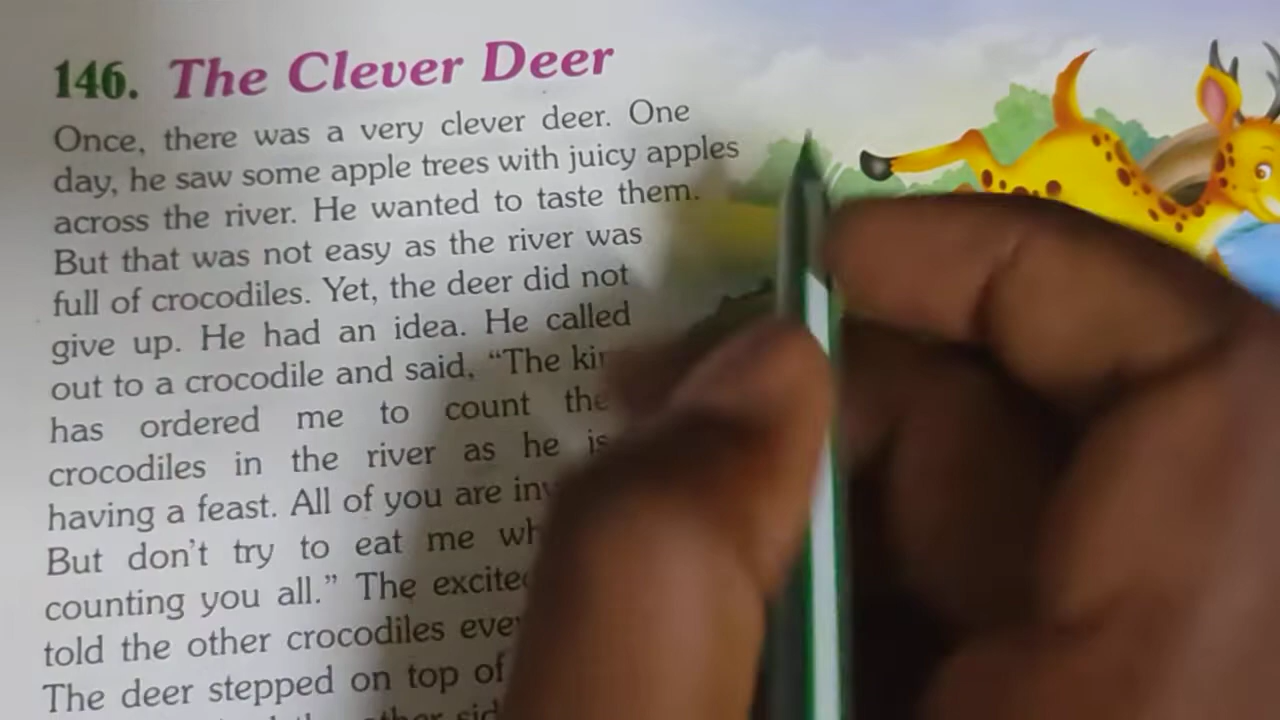 146. The Clever Deer
Once, there was a very clever deer. One
day, he saw some apple trees with juicy apples
across the river. He wanted to taste them.
But that was not easy as the river was
full of crocodiles. Yet, the deer did not
give up. He had an idea. He called
out to a crocodile and said, “The
has ordered me to count the
crocodiles in the river as he is
having a feast. All of you are
But don’t try to eat me
counting you all.” The
told the other crocodiles
The deer stepped on top of